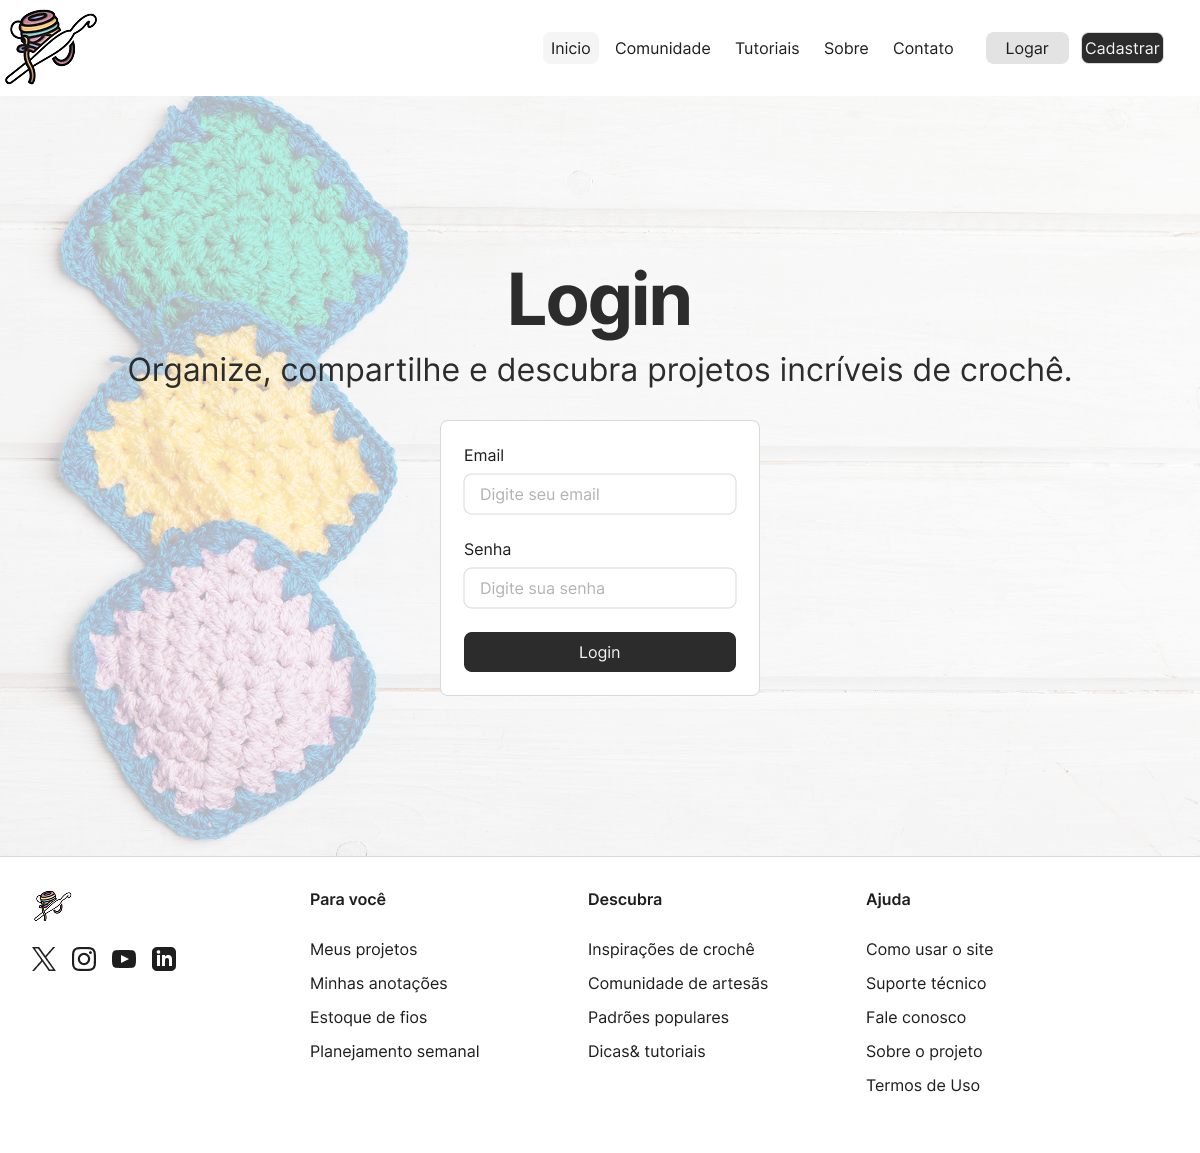 Inicio Comunidade Tutoriais Sobre Contato Logar Cadastrar
Login
Organize, compartilhe e descubra projetos incríveis de crochê.
Email
Digite seu email
Senha
Digite sua senha
Login
Para você
Meus projetos
Minhas anotações
Estoque de fios
Planejamento semanal
Descubra
Inspirações de crochê
Comunidade de artesãs
Padrões populares
Dicas& tutoriais
Ajuda
Como usar o site
Suporte técnico
Fale conosco
Sobre o projeto
Termos de Uso